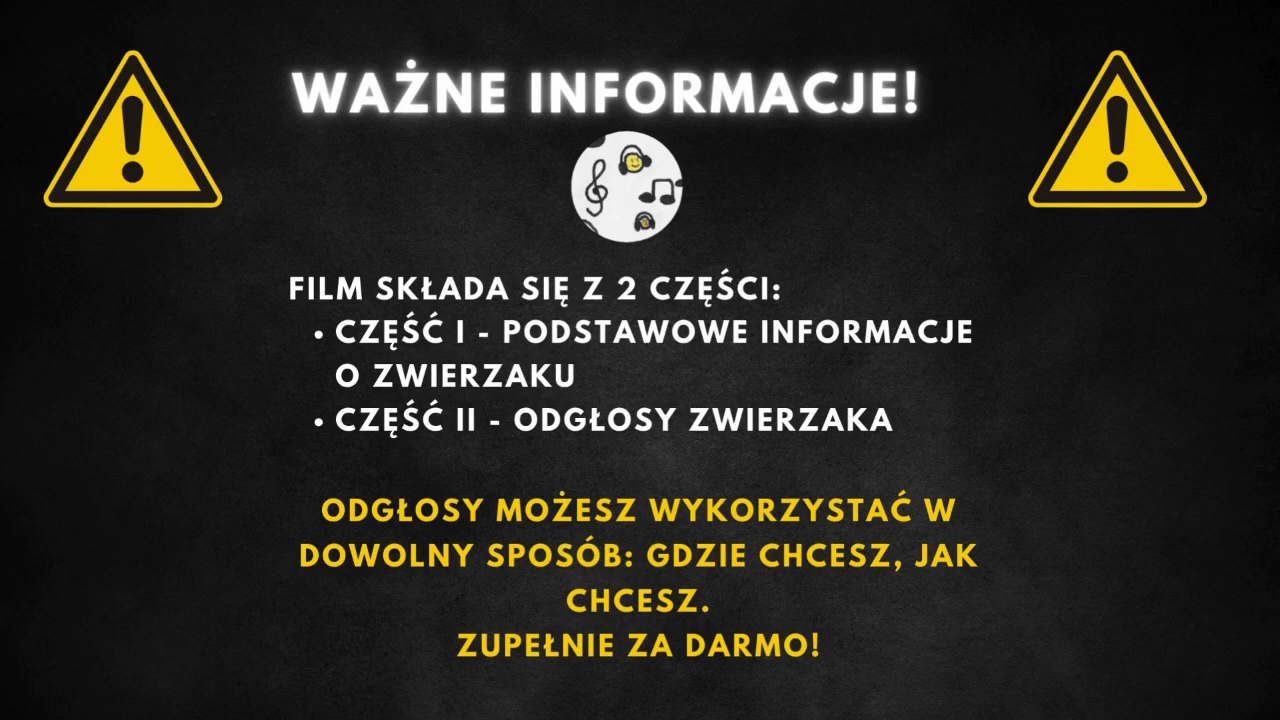 WAŻNE INFORMACJE!
FILM SKŁADA SIĘ Z 2 CZĘŚCI:
• CZĘŚĆ I - PODSTAWOWE INFORMACJE
O ZWIERZAKU
• CZĘŚĆ II - ODGŁOSY ZWIERZAKA
ODGŁOSY MOŻESZ WYKORZYSTAĆ W
DOWOLNY SPOSÓB: GDZIE CHCESZ, JAK
CHCESZ.
ZUPEŁNIE ZA DARMO!